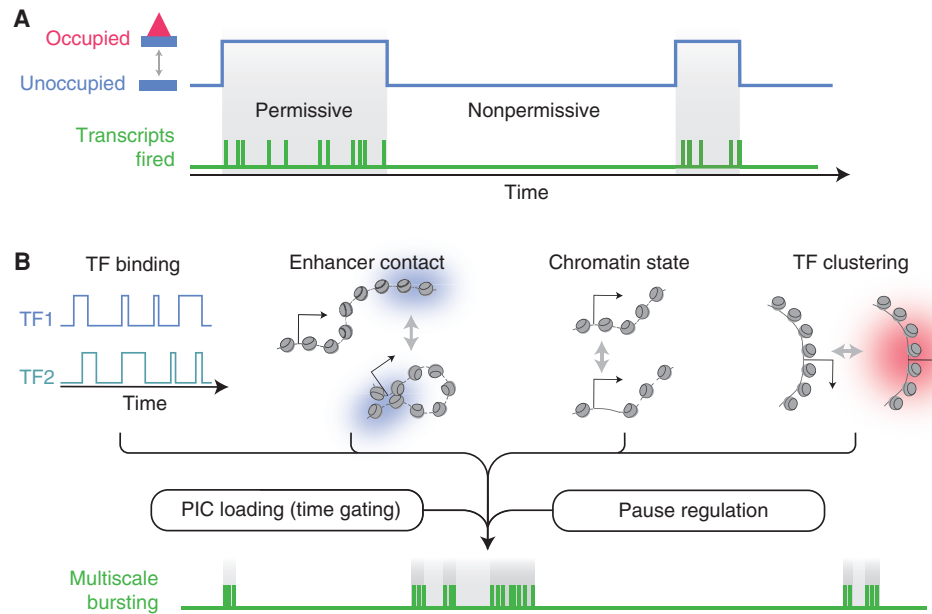 A
Occupied
Unoccupied
Permissive
Nonpermissive
Transcripts
fired
Time
B
TF binding
Enhancer contact
Chromatin state
TF clustering
TF1
TF2
Time
PIC loading (time gating)
Pause regulation
Multiscale
bursting